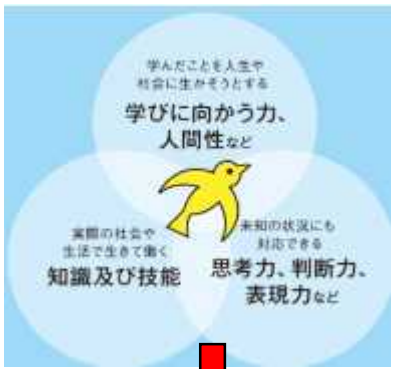 学んだことを人生や
社会に生かそうとする
学びに向かう力、
人間性など
実際の社会や
生活で生きて働く
知識及び技能
未知の状況にも
対応できる
思考力、判断力、
表現力など